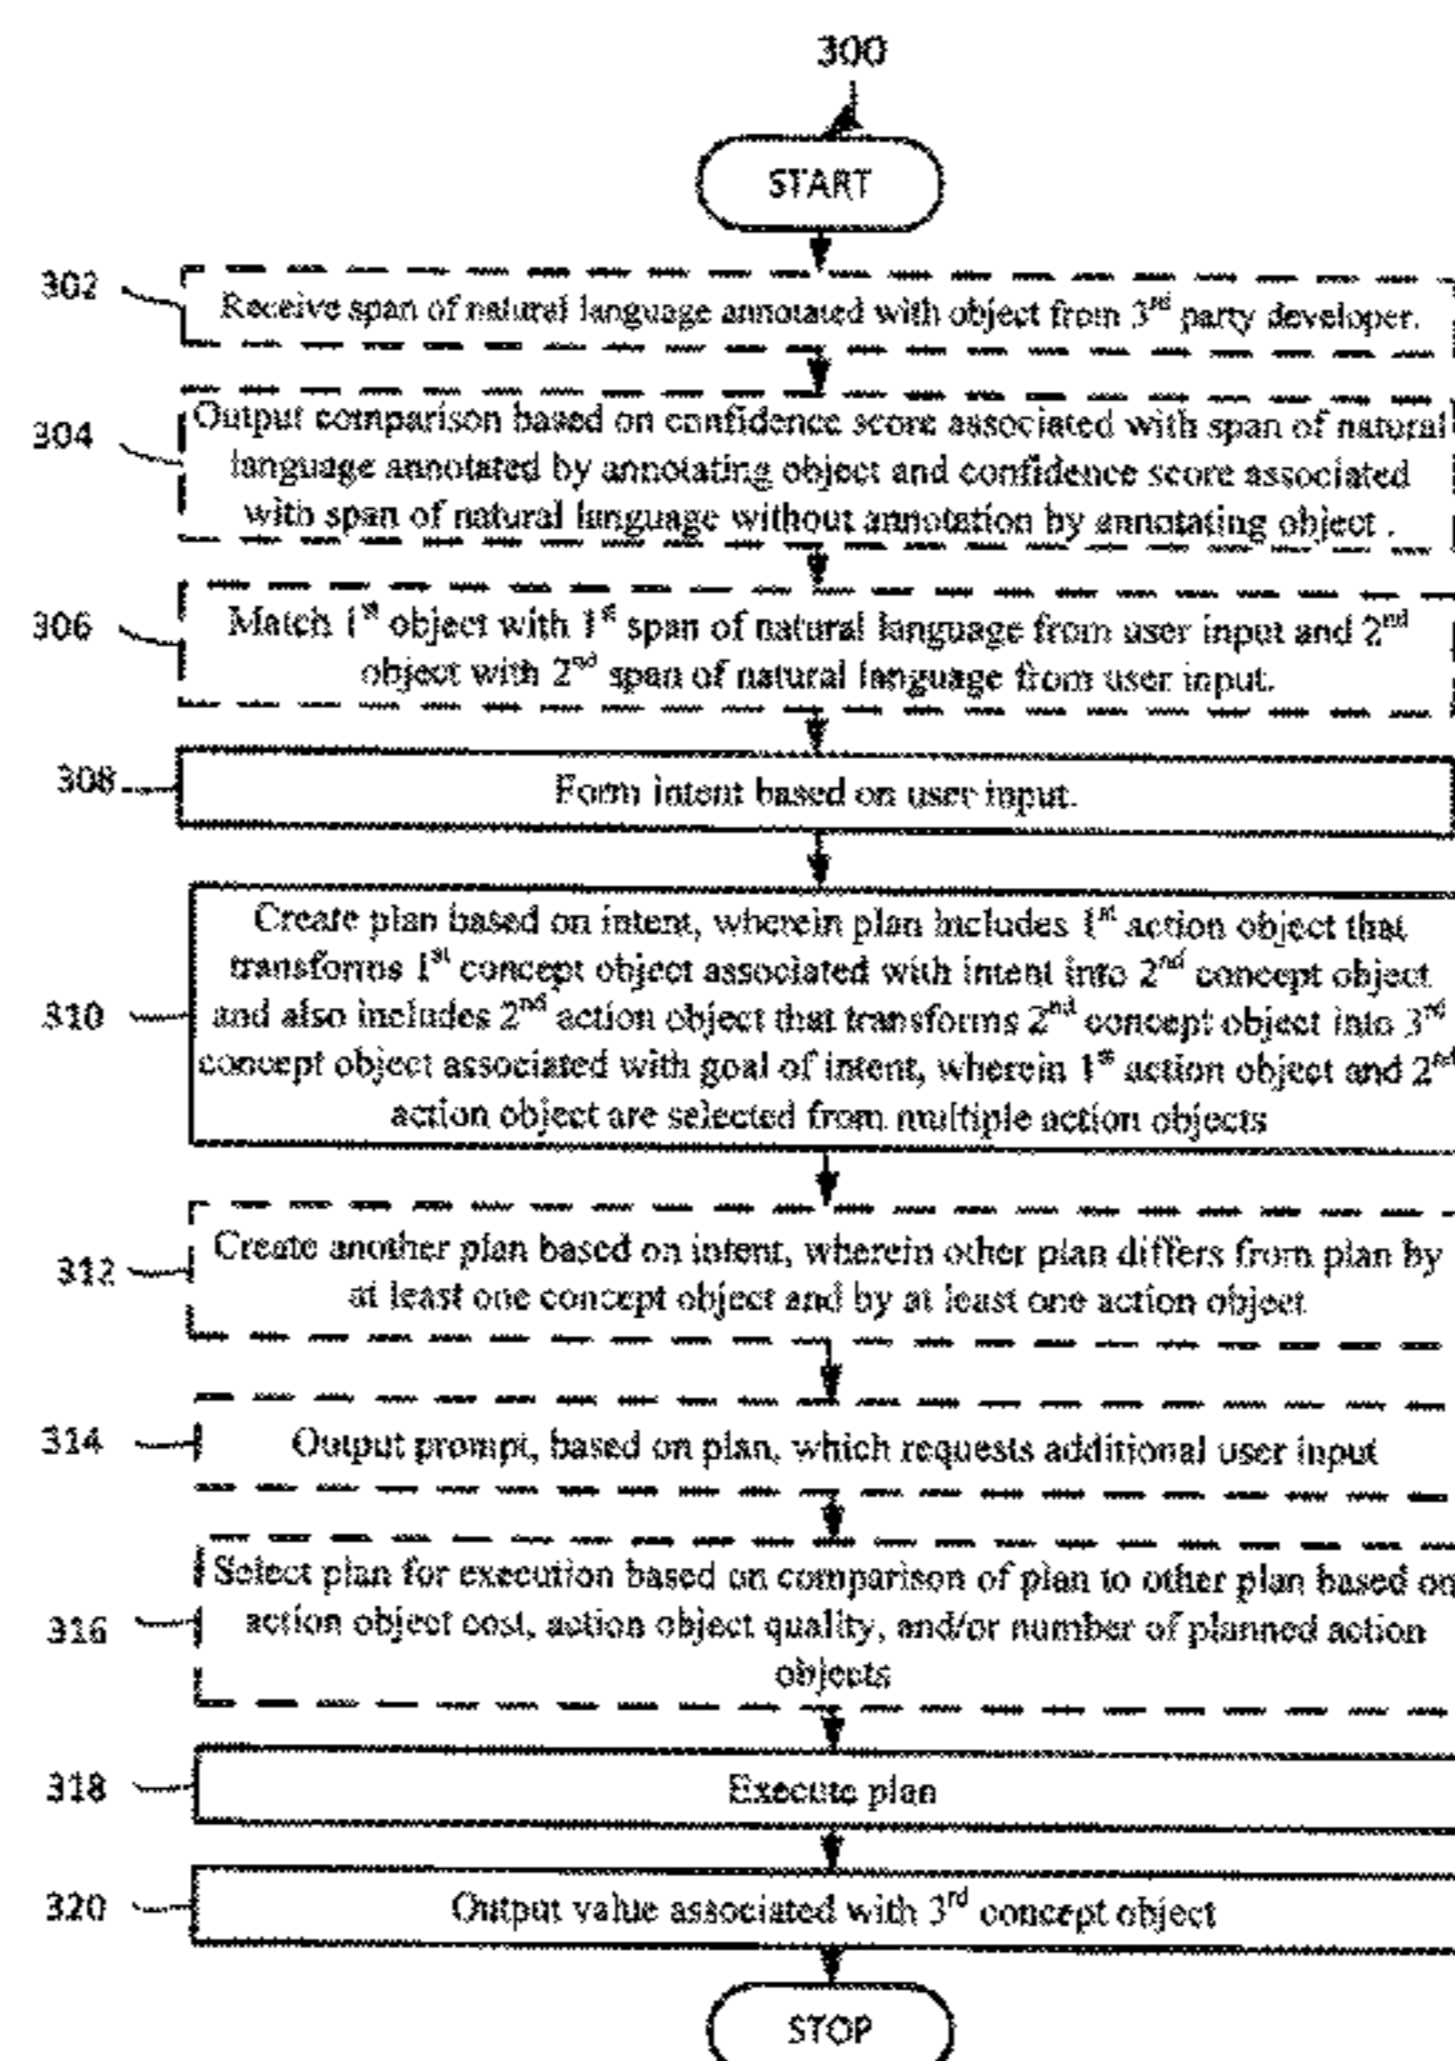 300
START
302
Receive span of natural language annotated with object from 3rd party developer.
304
Output comparison based on confidence score associated with span of natural
language annotated by annotating object and confidence score associated
with span of natural language without annotation by annotating object .
306
Match 1st object with 1st span of natural language from user input and 2nd
object with 2nd span of natural language from user input.
308
Form intent based on user input.
310
Create plan based on intent, wherein plan includes 1st action object that
transforms 1st concept object associated with intent into 2nd concept object
and also includes 2nd action object that transforms 2nd concept object into 3rd
concept object associated with goal of intent, wherein 1st action object and 2nd
action object are selected from multiple action objects
312
Create another plan based on intent, wherein other plan differs from plan by
at least one concept object and by at least one action object
314
Output prompt, based on plan, which requests additional user input
316
Select plan for execution based on comparison of plan to other plan based on
action object cost, action object quality, and/or number of planned action
objects
318
Execute plan
320
Output value associated with 3rd concept object
STOP